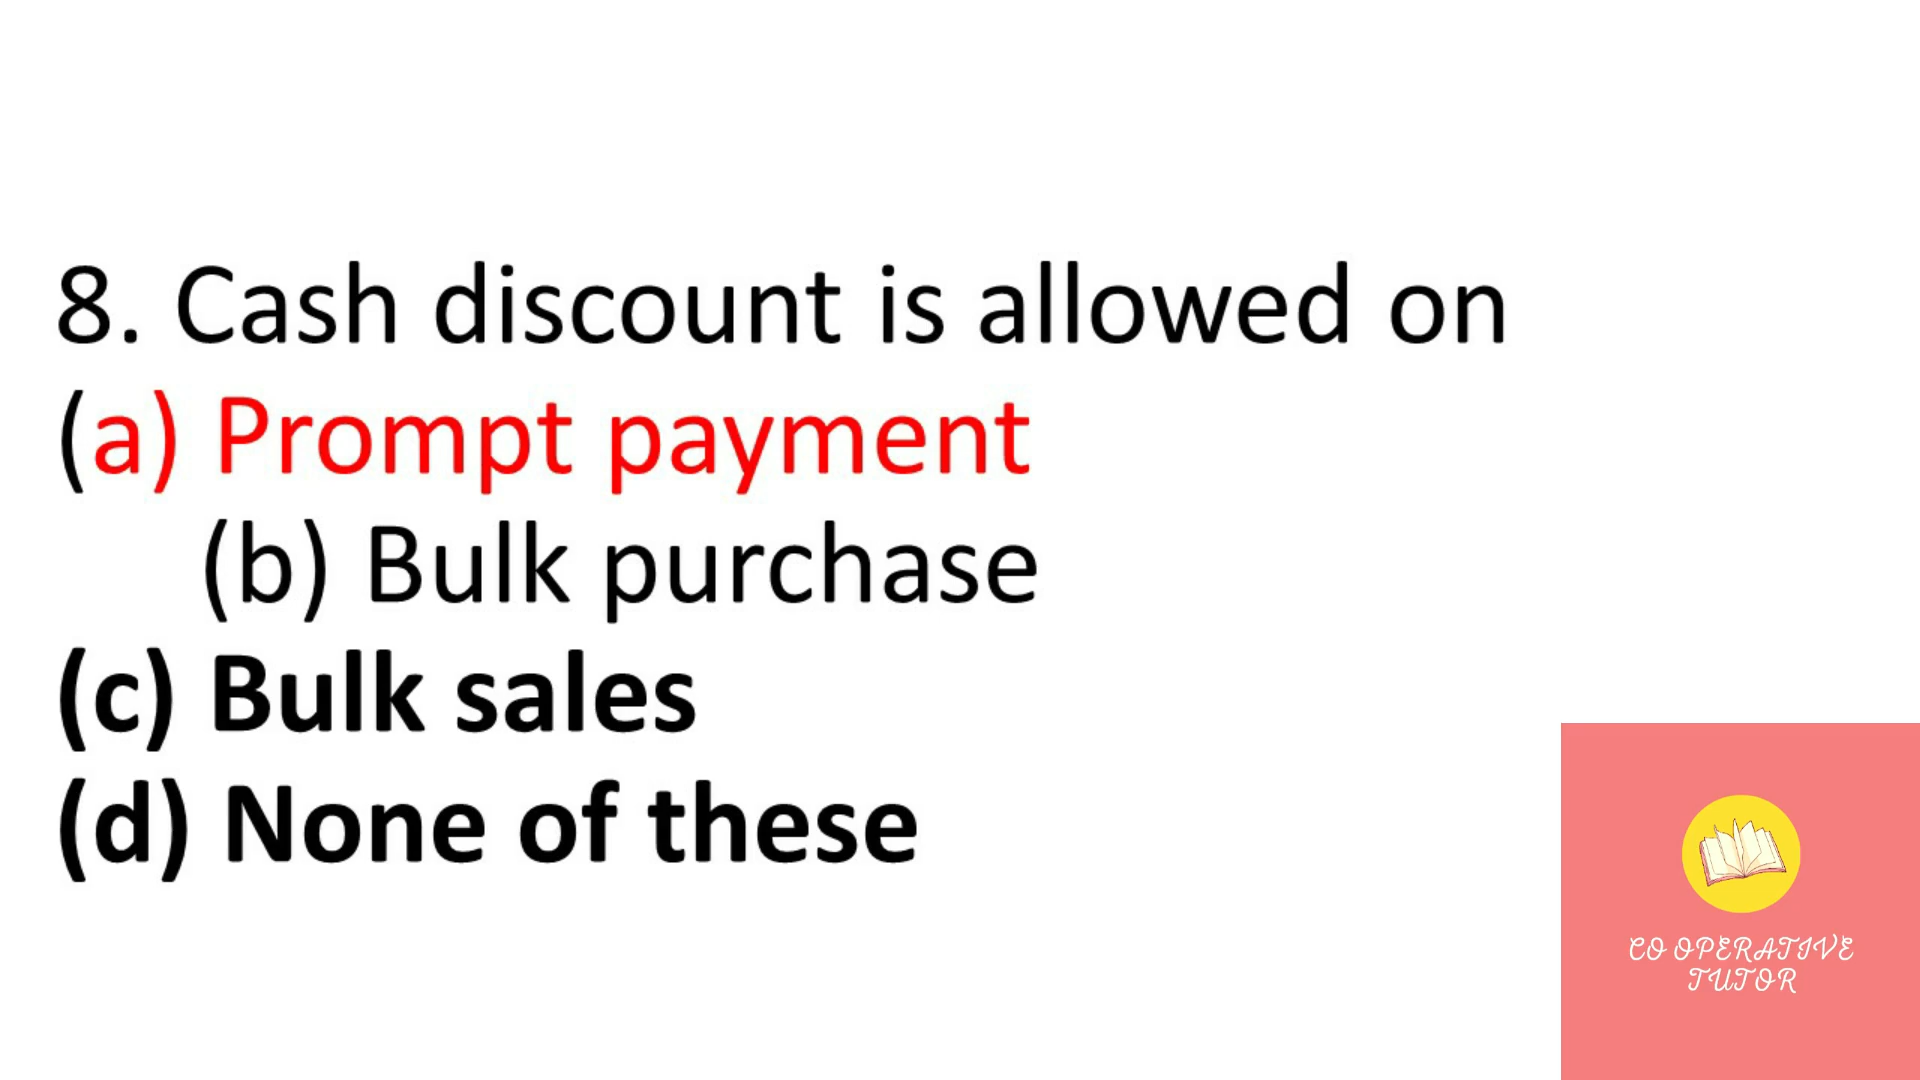 8. Cash discount is allowed on
(a) Prompt payment
(b) Bulk purchase
(c) Bulk sales
(d) None of these
CO OPERATIVE
TUTOR